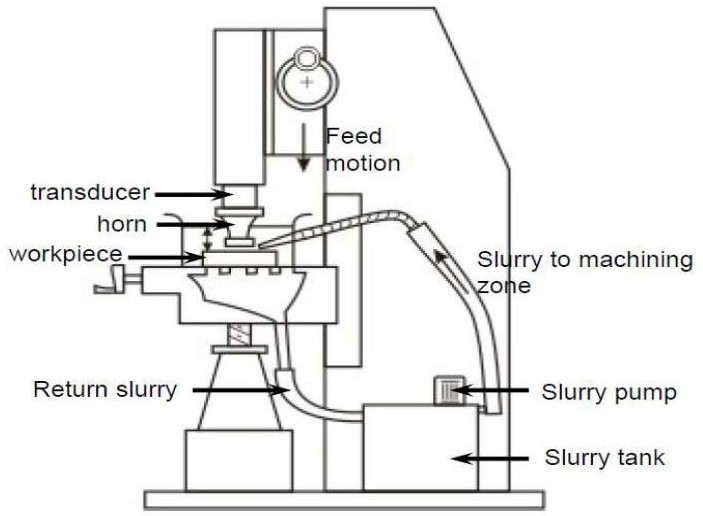 Feed
motion
transducer
horn
workpiece
Slurry to machining
zone
Return slurry
Slurry pump
Slurry tank